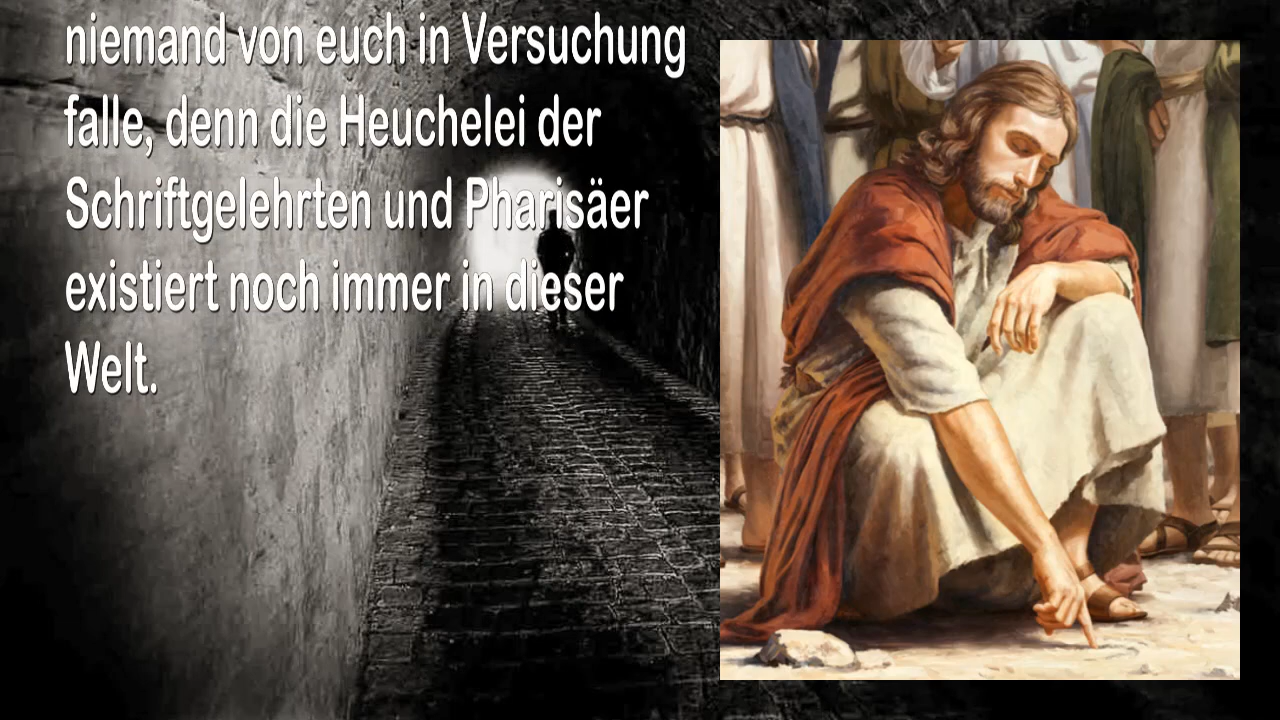 niemand von euch in Versuchung
falle, denn die Heuchelei der
Schriftgelehrten und Pharisäer
existiert noch immer in dieser
Welt.